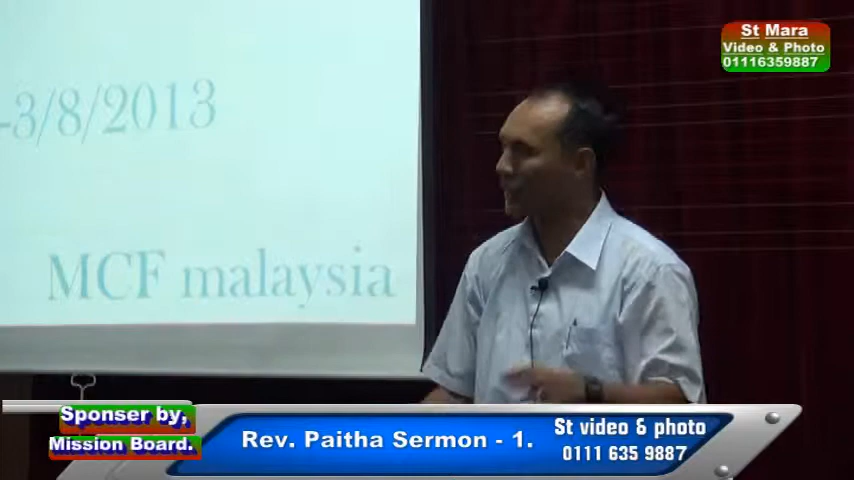 St Mara
Video & Photo
01116359887
-3/8/2013
MCF malaysia
Sponser by,
Mission Board.
Rev. Paitha Sermon - 1.
St video & photo
0111 635 9887